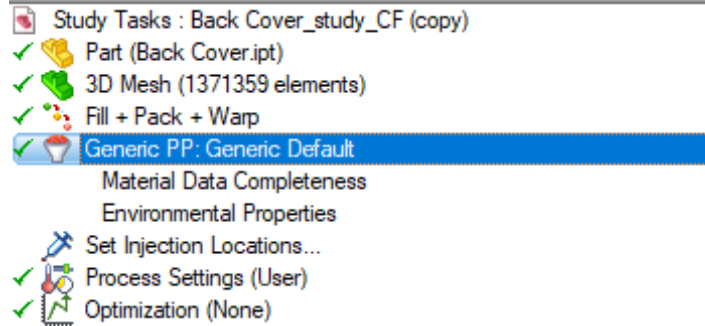 Study Tasks : Back Cover_study_CF (copy)
Part (Back Cover.ipt)
3D Mesh (1371359 elements)
Fill + Pack + Warp
Generic PP: Generic Default
Material Data Completeness
Environmental Properties
Set Injection Locations...
Process Settings (User)
Optimization (None)